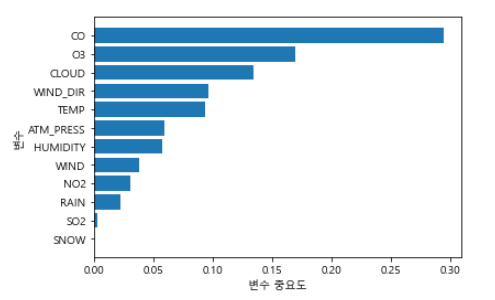 CO
O3
CLOUD
WIND_DIR
TEMP
ATM_PRESS
변수
HUMIDITY
WIND
NO2
RAIN
SO2
SNOW
0.00 0.05 0.10 0.15 0.20 0.25 0.30
변수 중요도